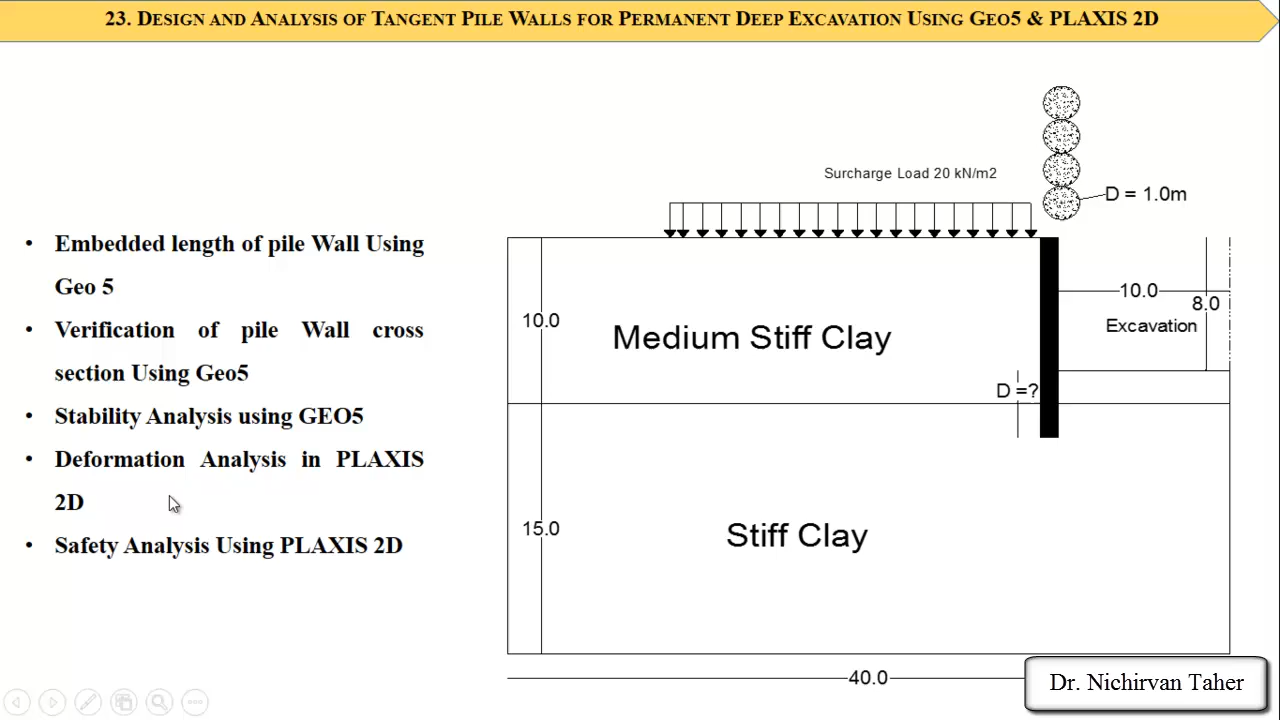 23. DESIGN AND ANALYSIS OF TANGENT PILE WALLS FOR PERMANENT DEEP EXCAVATION USING GEO5 & PLAXIS 2D
Surcharge Load 20 kN/m2
D = 1.0m
• Embedded length of pile Wall Using
Geo 5
• Verification of pile Wall cross
section Using Geo5
• Stability Analysis using GEO5
• Deformation Analysis in PLAXIS
2D
• Safety Analysis Using PLAXIS 2D
10.0
8.0
Excavation
10.0
Medium Stiff Clay
D =?
15.0
Stiff Clay
40.0
Dr. Nichirvan Taher